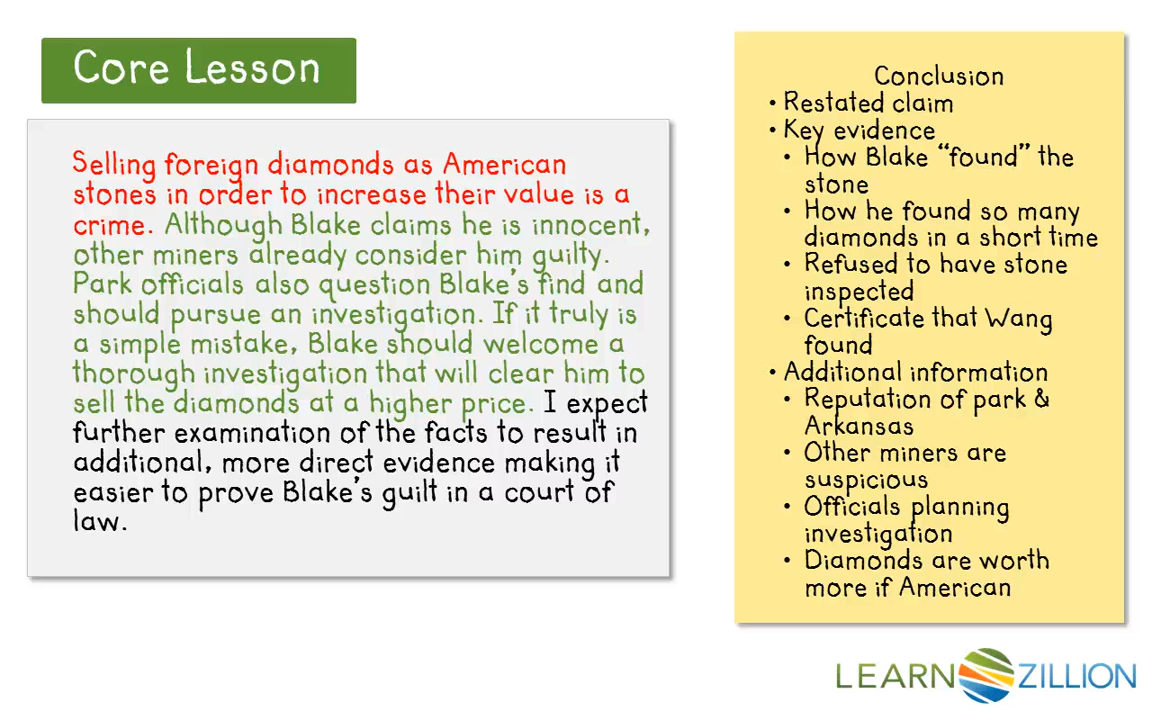 Core Lesson
Selling foreign diamonds as American
stones in order to increase their value is a
crime. Although Blake claims he is innocent,
other miners already consider him guilty.
Park officials also question Blake's find and
should pursue an investigation. If it truly is
a simple mistake, Blake should welcome a
thorough investigation that will clear him to
sell the diamonds at a higher price. I expect
further examination of the facts to result in
additional, more direct evidence making it
easier to prove Blake's guilt in a court of
law.
Conclusion
• Restated claim
• Key evidence
• How Blake “found” the
stone
• How he found so many
diamonds in a short time
• Refused to have stone
inspected
• Certificate that Wang
found
• Additional information
• Reputation of park &
Arkansas
• Other miners are
suspicious
• Officials planning
investigation
• Diamonds are worth
more if American
LEARN ZILLION